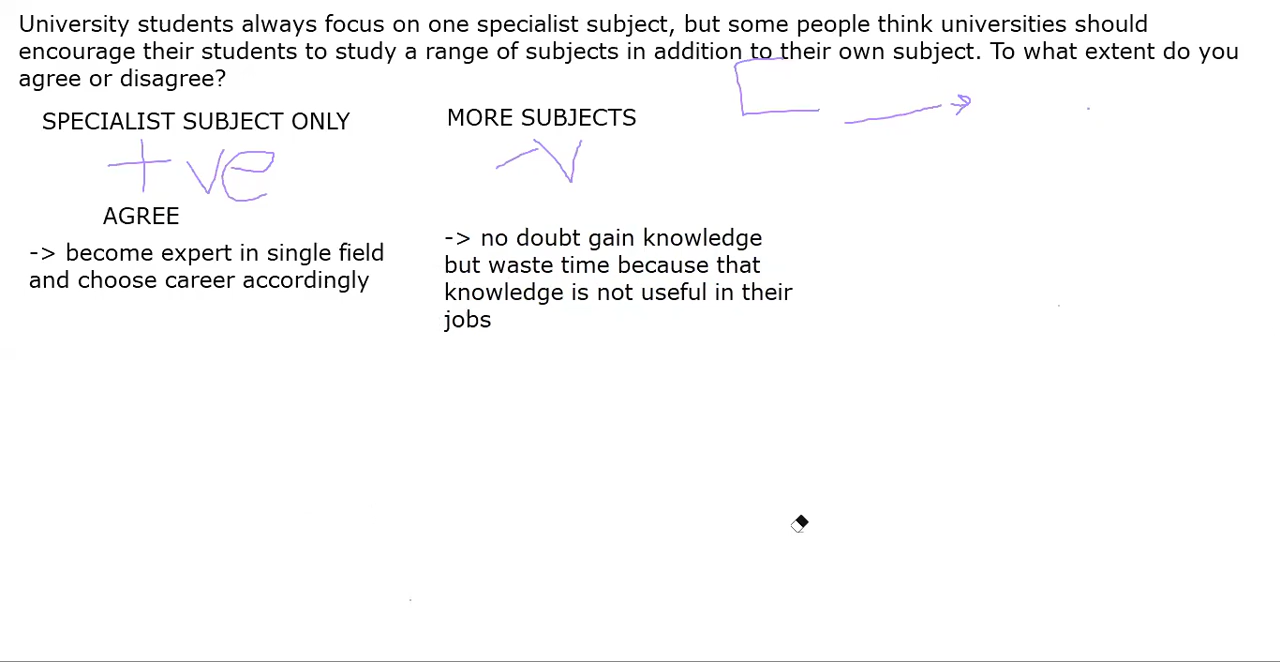 University students always focus on one specialist subject, but some people think universities should
encourage their students to study a range of subjects in addition to their own subject. To what extent do you
agree or disagree?
SPECIALIST SUBJECT ONLY
+ve
AGREE
-> become expert in single field
and choose career accordingly
MORE SUBJECTS
-v
-> no doubt gain knowledge
but waste time because that
knowledge is not useful in their
jobs